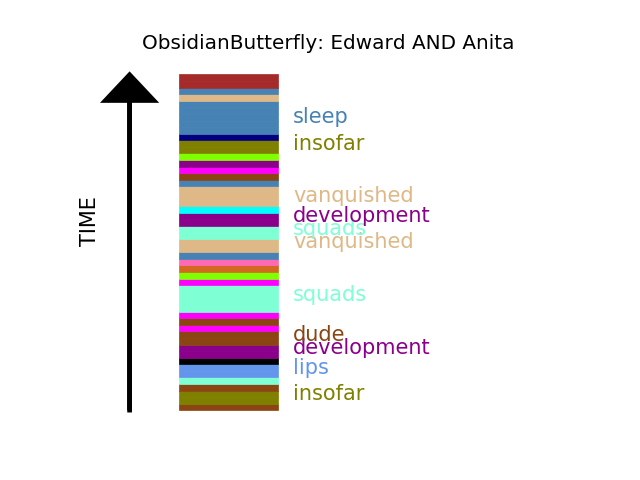 ObsidianButterfly: Edward AND Anita
TIME
sleep
insofar
vanquished
development
squads
vanquished
squads
dude
development
lips
insofar